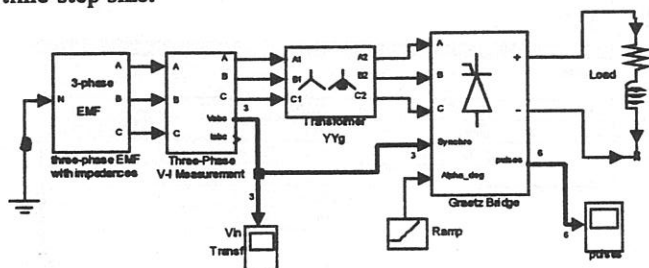 time step size.
3-phase
EMF
N
A
B
C
three-phase EMF
with impedances
A
B
C
A
B
C
Vabc
Iabc
Three-Phase
V-I Measurement
3
3
Vin
Transf
A1
B1
C1
A2
B2
C2
Transformer
YYg
A
B
C
Synchro
Alpha_deg
+
-
pulses
Graetz Bridge
3
6
6
Ramp
Load
pulses